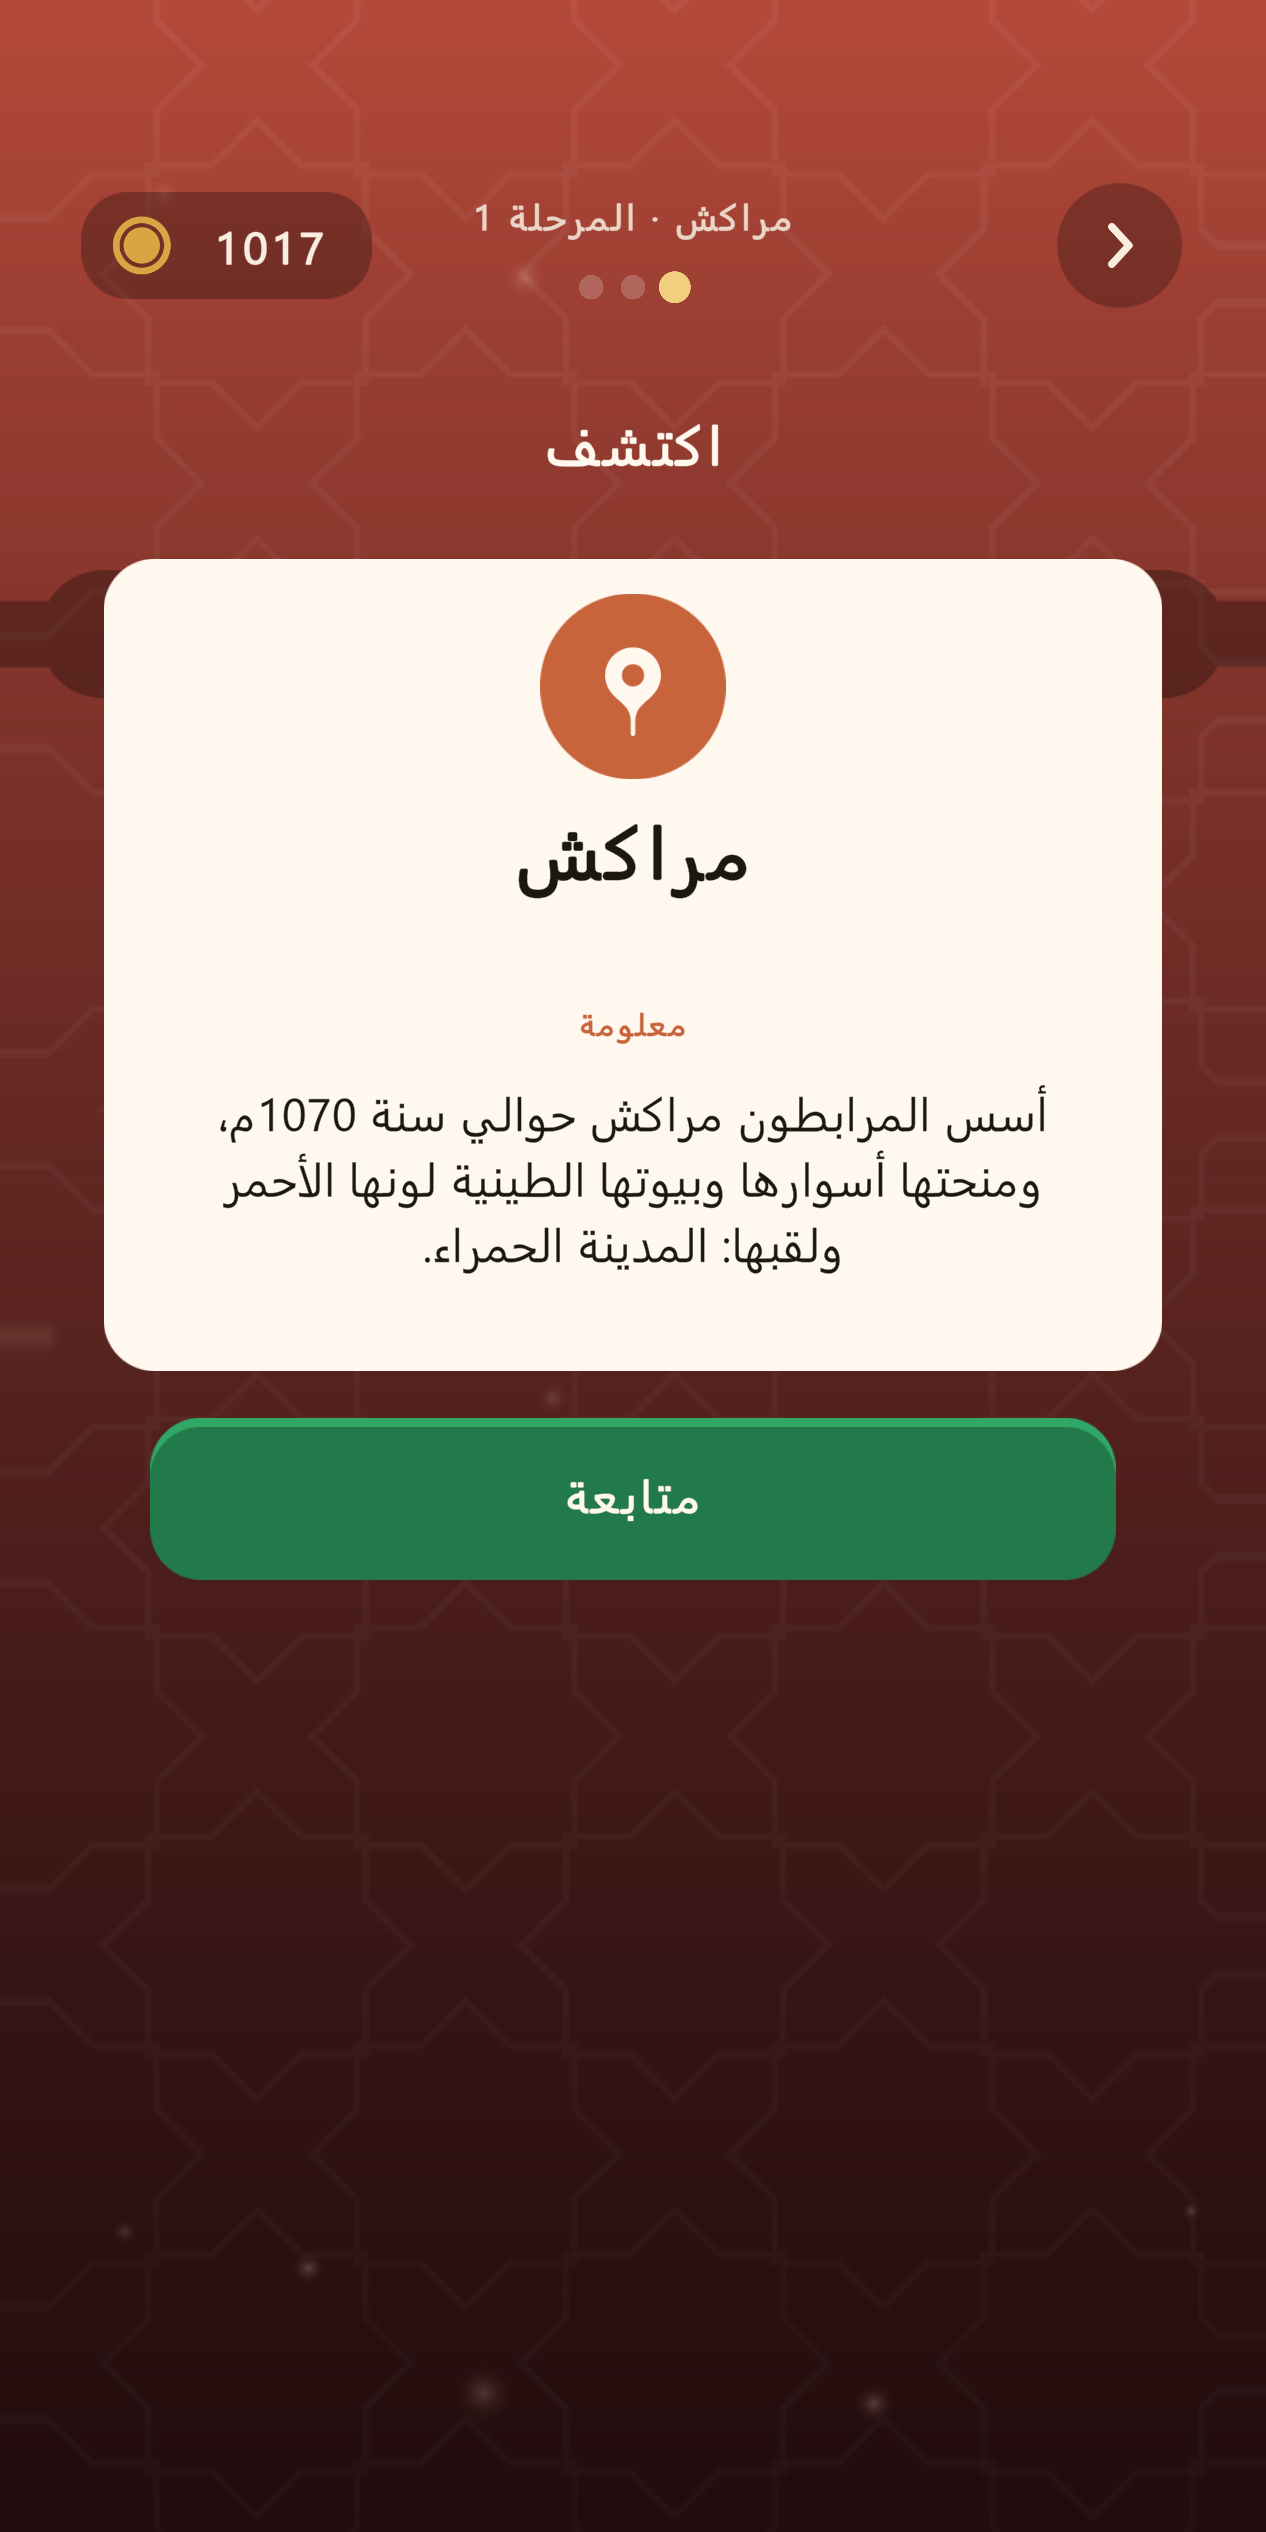 مراكش · المرحلة 1
1017
اكتشف
مراكش
معلومة
أسس المرابطون مراكش حوالي سنة 1070م،
ومنحتها أسوارها وبيوتها الطينية لونها الأحمر
ولقبها: المدينة الحمراء.
متابعة